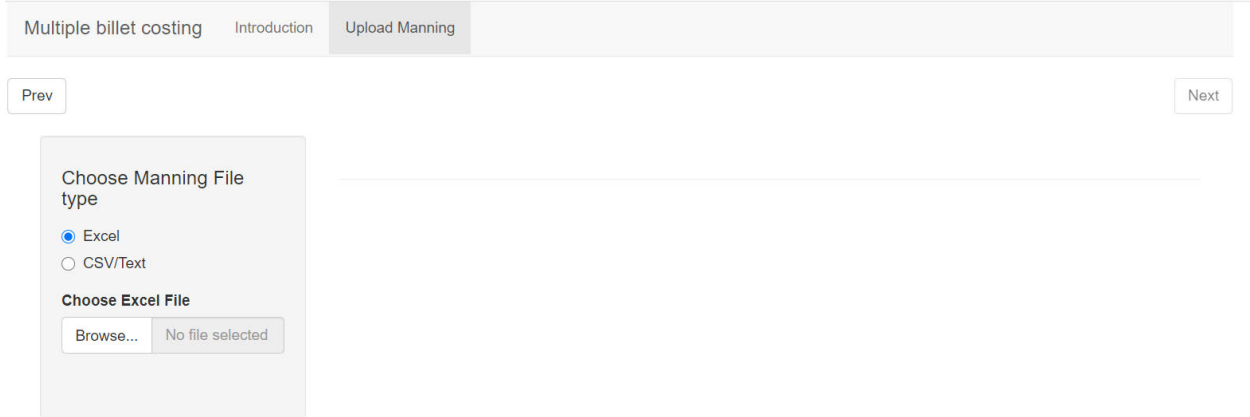 Multiple billet costing Introduction Upload Manning
Prev Next
Choose Manning File
type
Excel
CSV/Text
Choose Excel File
Browse... No file selected